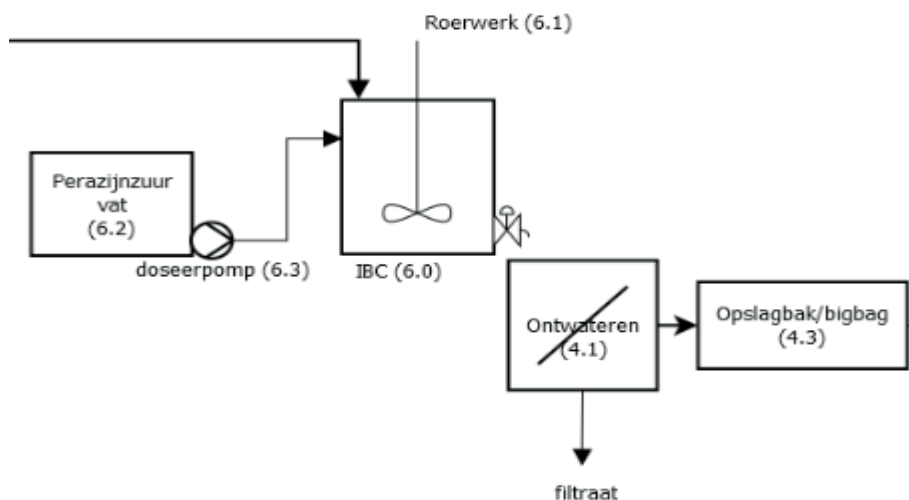 Roerwerk (6.1)
Perazijnzuur
vat
(6.2)
doseerpomp (6.3)
IBC (6.0)
Ontwateren
(4.1)
Opslagbak/bigbag
(4.3)
filtraat